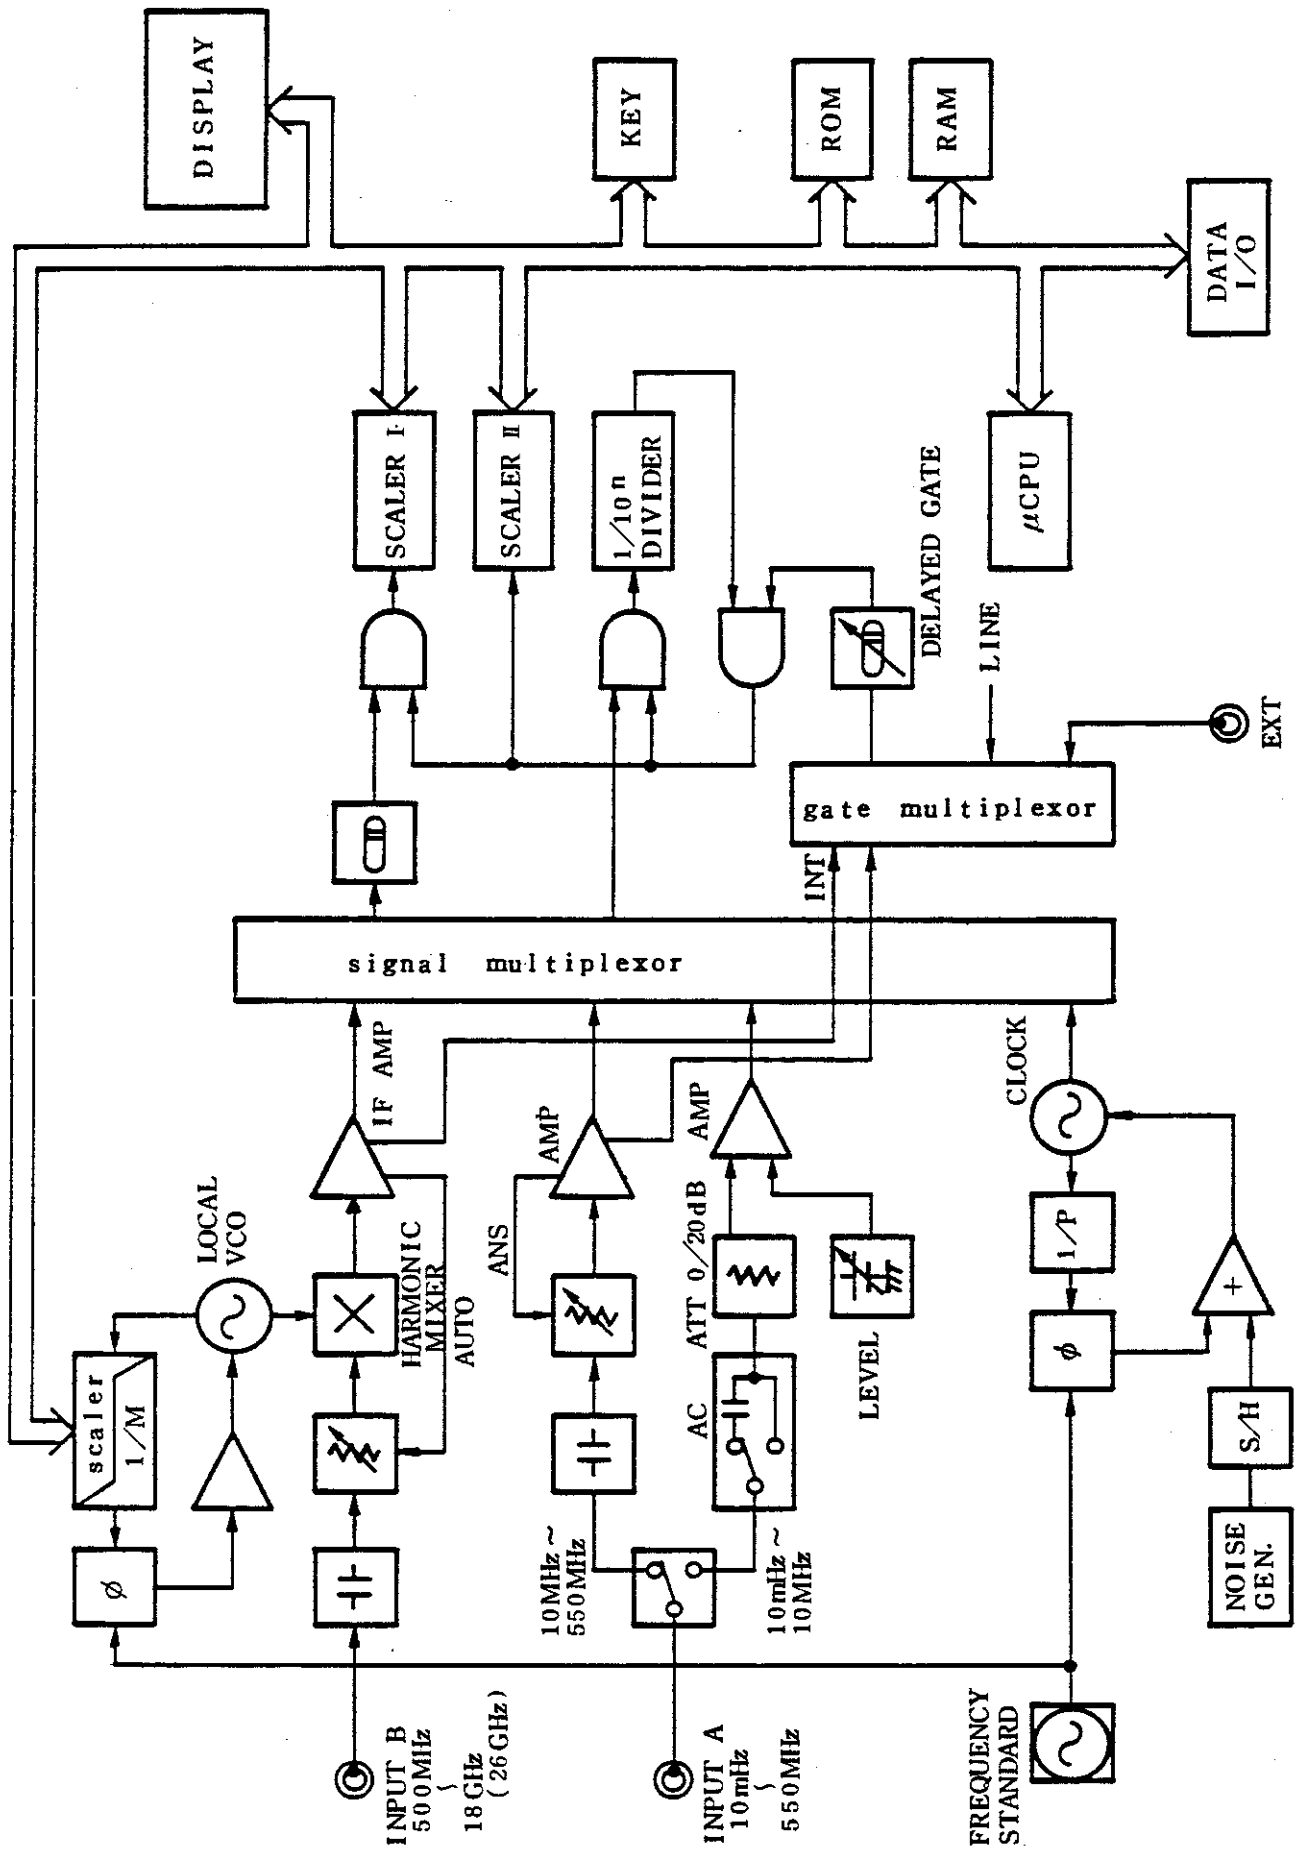 DISPLAY
KEY
ROM
RAM
DATA
I/O
SCALER I
SCALER II
1/10ⁿ
DIVIDER
DELAYED GATE
μCPU
LINE
EXT
gate multiplexor
INT
signal multiplexor
IF AMP
AMP
AMP
CLOCK
LOCAL
VCO
HARMONIC
MIXER
AUTO
ANS
ATT 0/20dB
1/P
scaler
1/M
AC
LEVEL
φ
+
φ
S/H
NOISE
GEN.
10MHz~
550MHz
10mHz~
10MHz
INPUT B
500MHz
~
18GHz
(26GHz)
INPUT A
10mHz
~
550MHz
FREQUENCY
STANDARD